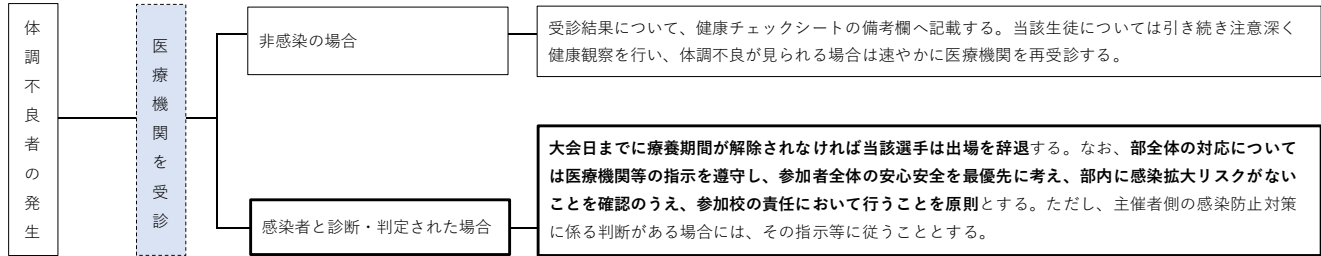 体調不良者の発生
医療機関を受診
非感染の場合
受診結果について、健康チェックシートの備考欄へ記載する。当該生徒については引き続き注意深く
健康観察を行い、体調不良が見られる場合は速やかに医療機関を再受診する。
感染者と診断・判定された場合
大会日までに療養期間が解除されなければ当該選手は出場を辞退する。なお、部全体の対応について
は医療機関等の指示を遵守し、参加者全体の安心安全を最優先に考え、部内に感染拡大リスクがない
ことを確認のうえ、参加校の責任において行うことを原則とする。ただし、主催者側の感染防止対策
に係る判断がある場合には、その指示等に従うこととする。